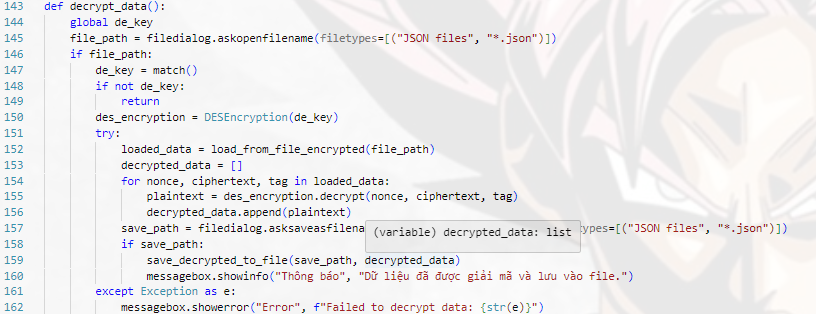 143 def decrypt_data():
144 global de_key
145 file_path = filedialog.askopenfilename(filetypes=[("JSON files", "*.json")])
146 if file_path:
147 de_key = match()
148 if not de_key:
149 return
150 des_encryption = DESEncryption(de_key)
151 try:
152 loaded_data = load_from_file_encrypted(file_path)
153 decrypted_data = []
154 for nonce, ciphertext, tag in loaded_data:
155 plaintext = des_encryption.decrypt(nonce, ciphertext, tag)
156 decrypted_data.append(plaintext)
157 save_path = filedialog.asksaveasfilena types=[("JSON files", "*.json")])
(variable) decrypted_data: list
158 if save_path:
159 save_decrypted_to_file(save_path, decrypted_data)
160 messagebox.showinfo("Thông báo", "Dữ liệu đã được giải mã và lưu vào file.")
161 except Exception as e:
162 messagebox.showerror("Error", f"Failed to decrypt data: {str(e)}")